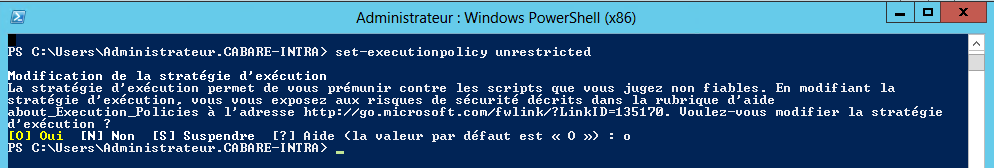 Administrateur : Windows PowerShell (x86)
PS C:\Users\Administrateur.CABARE-INTRA> set-executionpolicy unrestricted
Modification de la stratégie d'exécution
La stratégie d'exécution permet de vous prémunir contre les scripts que vous jugez non fiables. En modifiant la
stratégie d'exécution, vous vous exposez aux risques de sécurité décrits dans la rubrique d'aide
about_Execution_Policies à l'adresse http://go.microsoft.com/fwlink/?LinkID=135170. Voulez-vous modifier la stratégie
d'exécution ?
[O] Oui  [N] Non  [S] Suspendre  [?] Aide (la valeur par défaut est « O ») : o
PS C:\Users\Administrateur.CABARE-INTRA> _